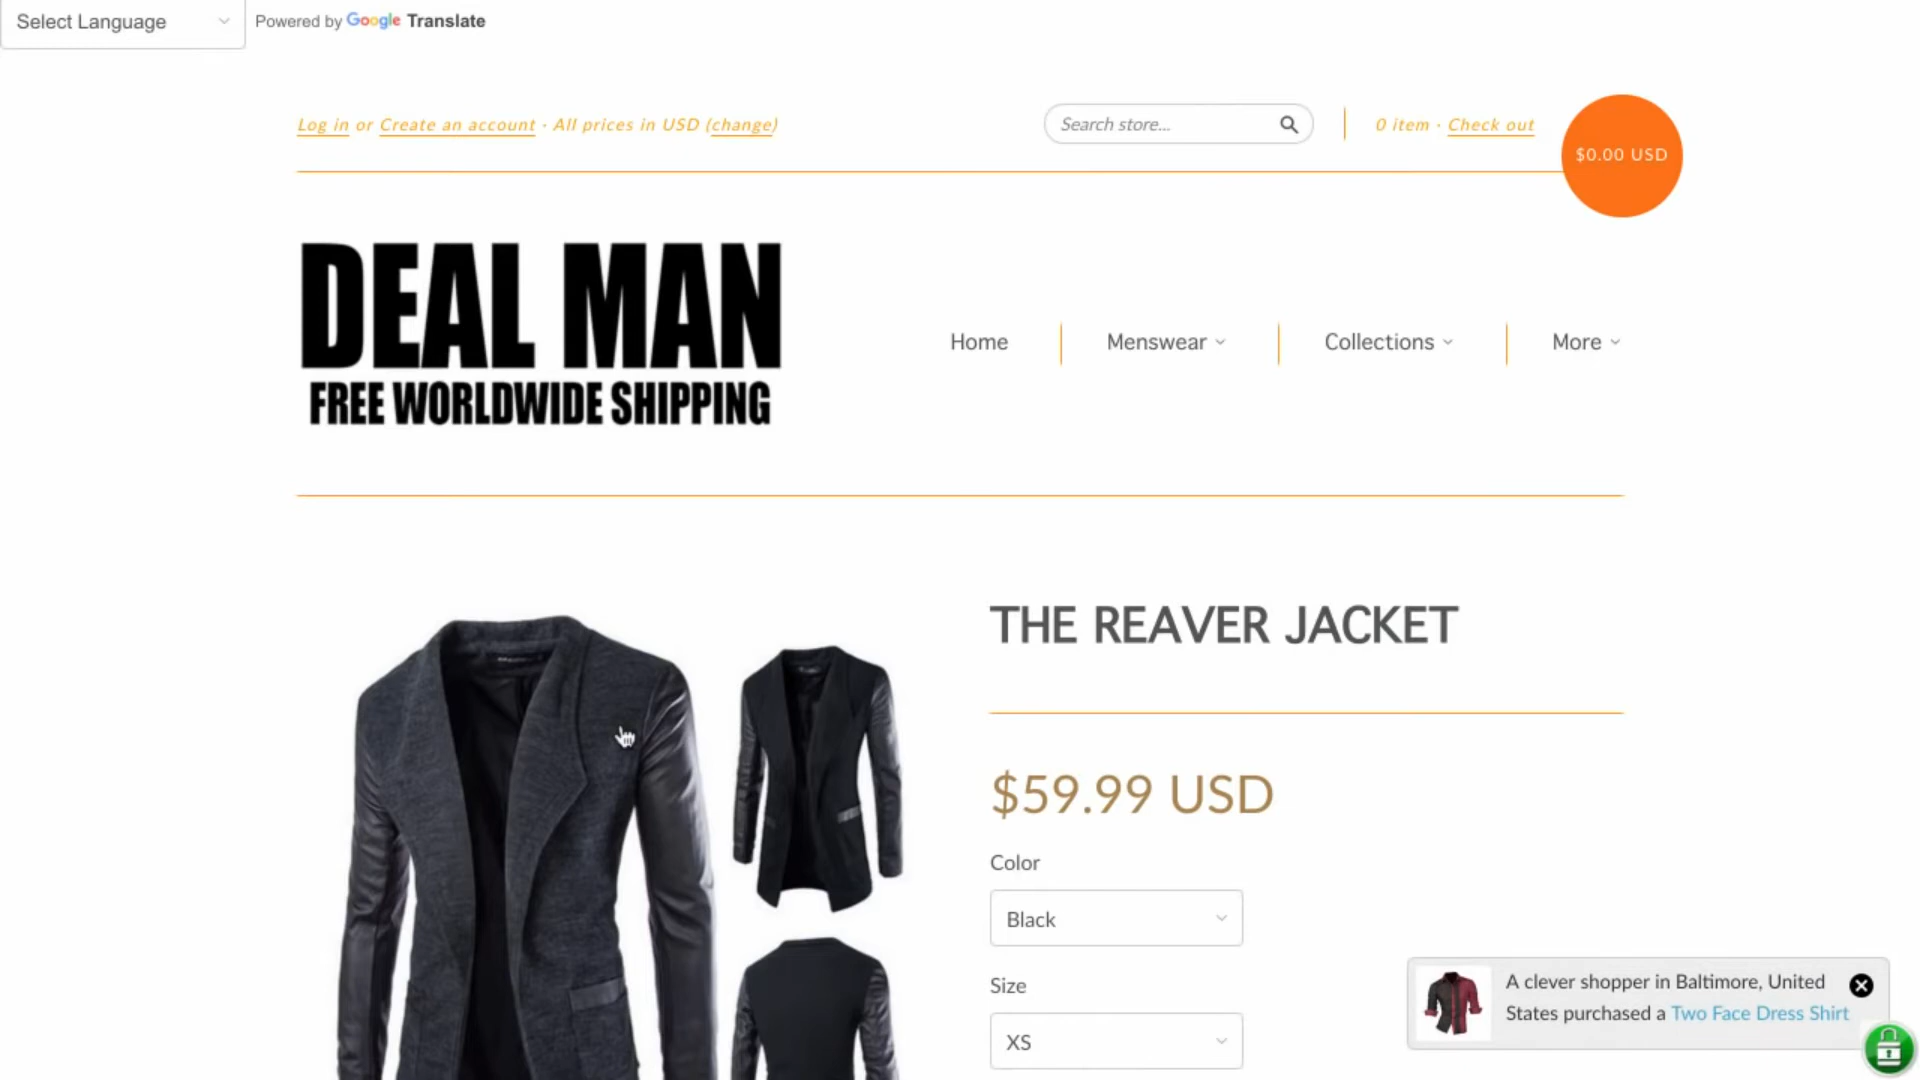 Select Language
Powered by Google Translate
Log in or Create an account · All prices in USD (change)
Search store...
0 item · Check out
$0.00 USD
DEAL MAN
FREE WORLDWIDE SHIPPING
Home
Menswear
Collections
More
THE REAVER JACKET
$59.99 USD
Color
Black
Size
XS
A clever shopper in Baltimore, United
States purchased a Two Face Dress Shirt